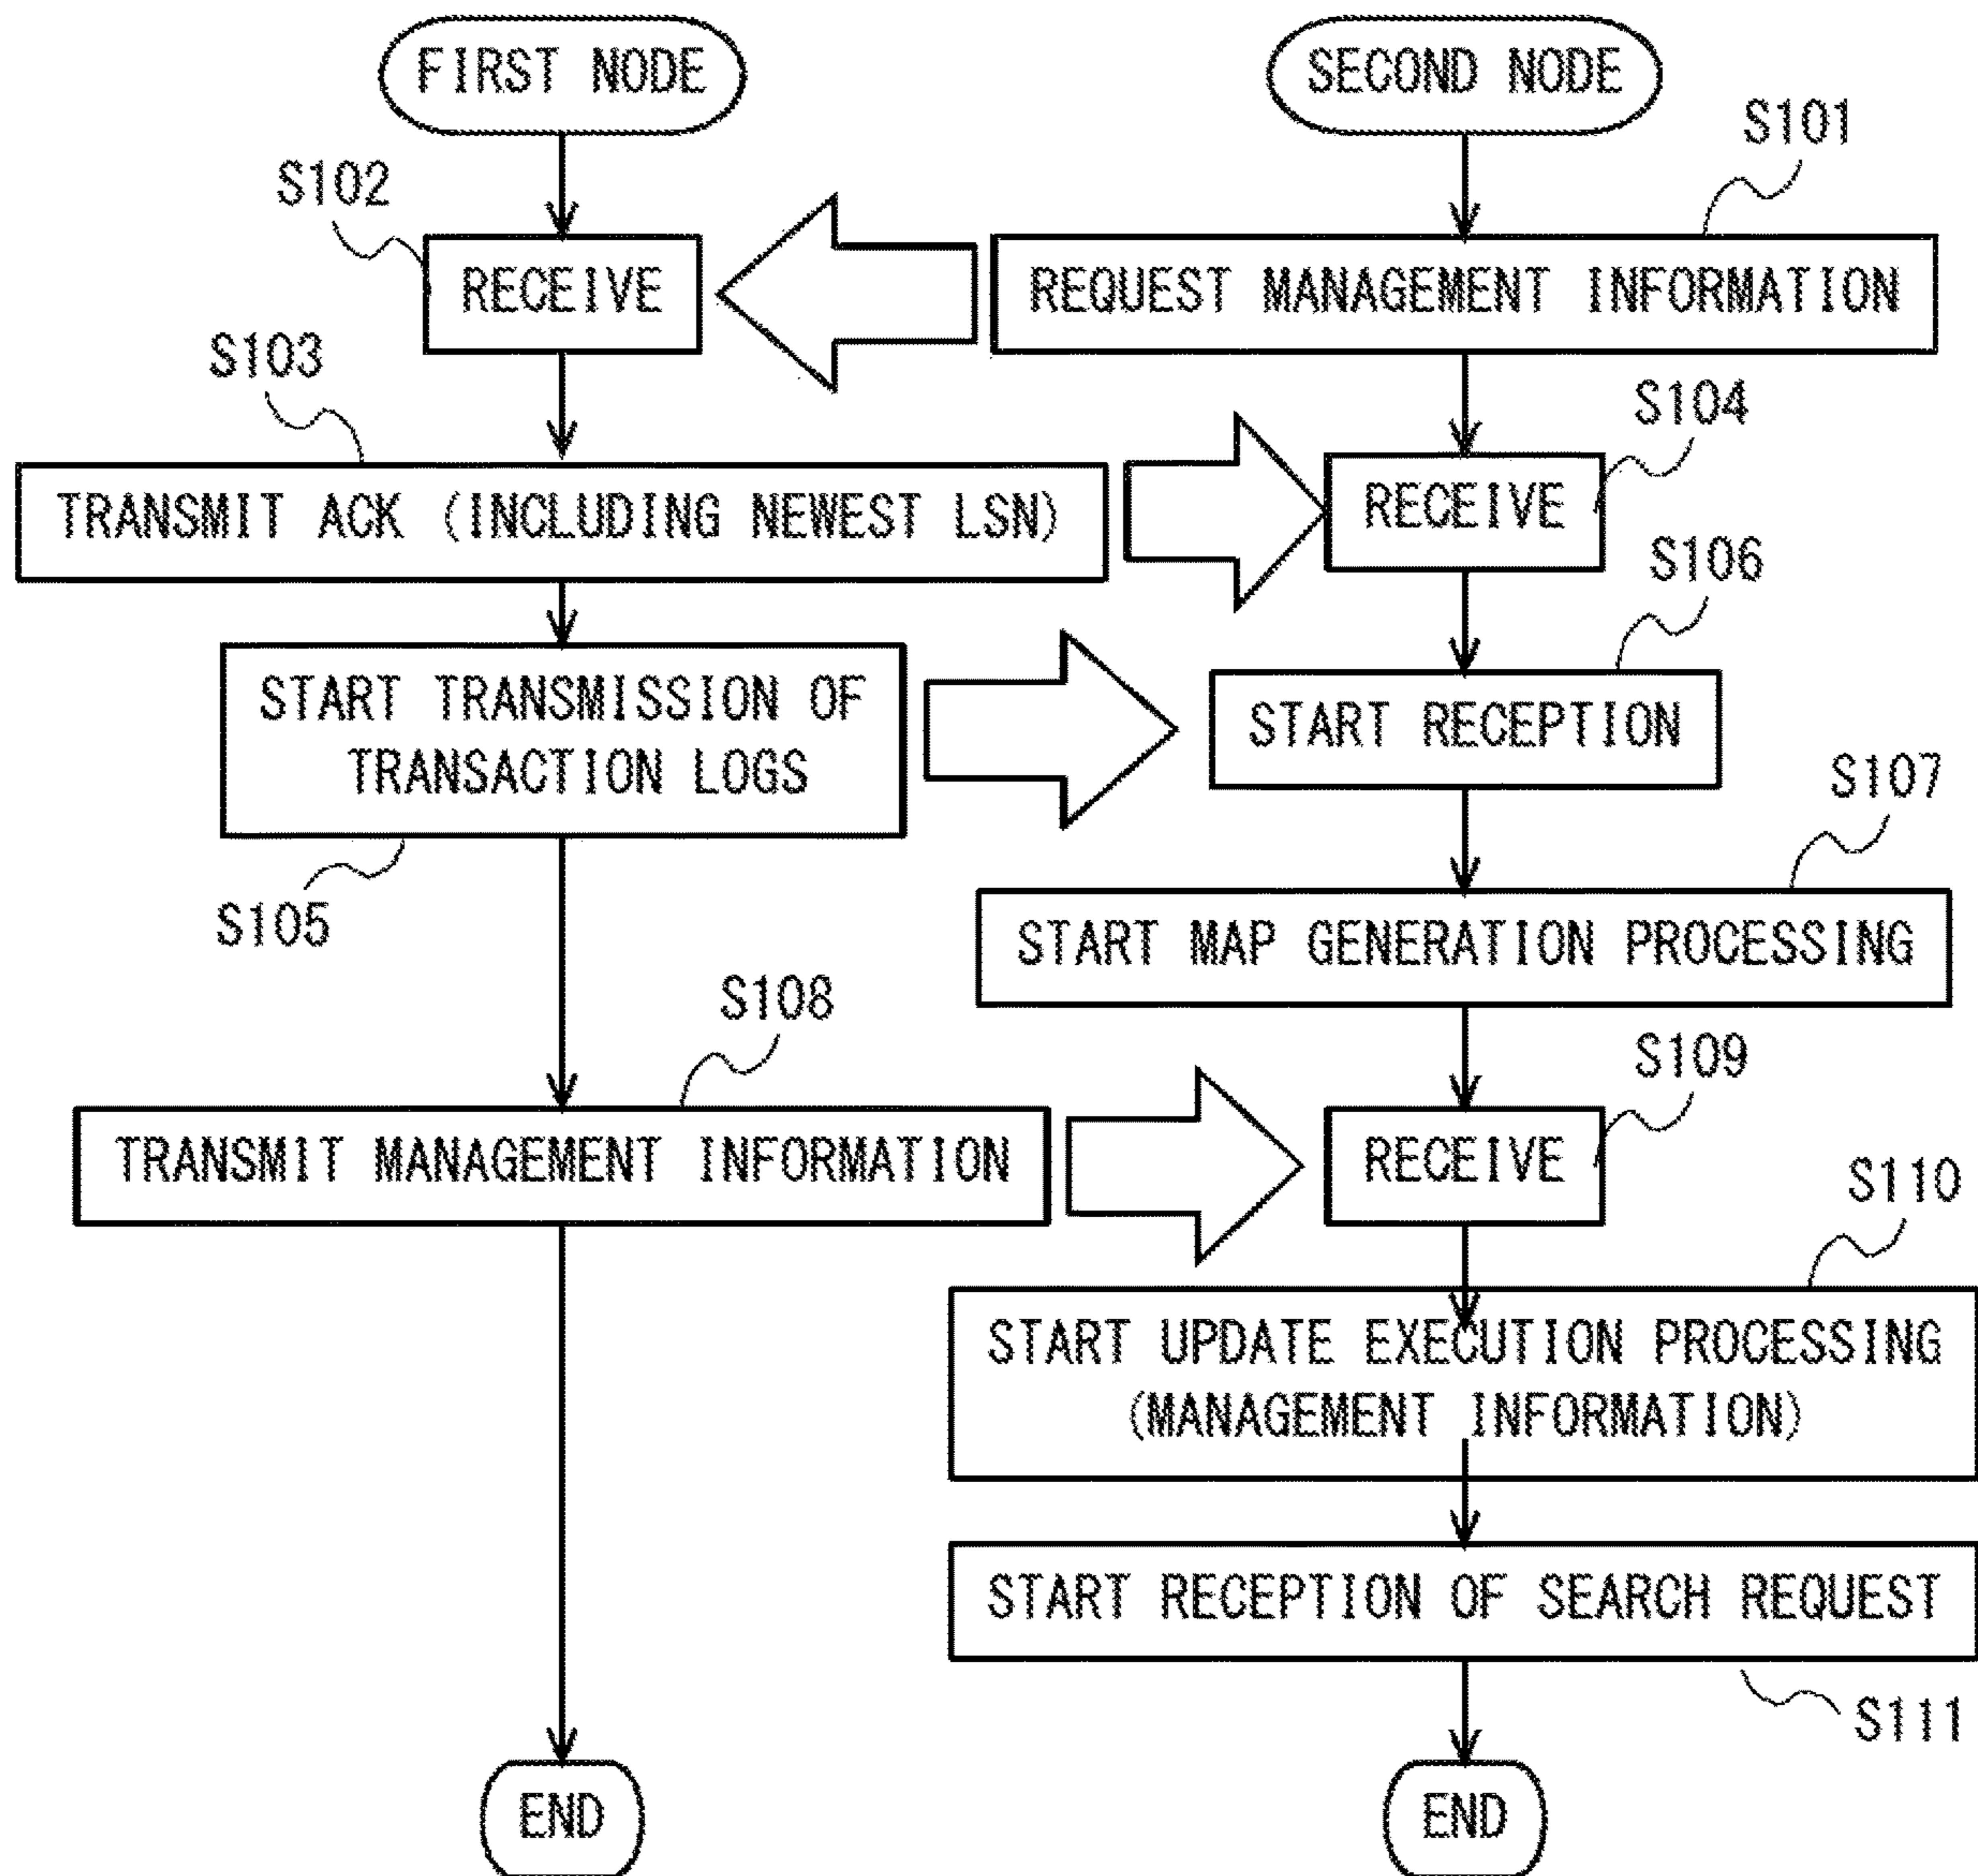 FIRST NODE
SECOND NODE
S101
S102
RECEIVE
REQUEST MANAGEMENT INFORMATION
S103
S104
TRANSMIT ACK (INCLUDING NEWEST LSN)
RECEIVE
S106
START TRANSMISSION OF
TRANSACTION LOGS
START RECEPTION
S107
S105
START MAP GENERATION PROCESSING
S108
S109
TRANSMIT MANAGEMENT INFORMATION
RECEIVE
S110
START UPDATE EXECUTION PROCESSING
(MANAGEMENT INFORMATION)
START RECEPTION OF SEARCH REQUEST
S111
END
END